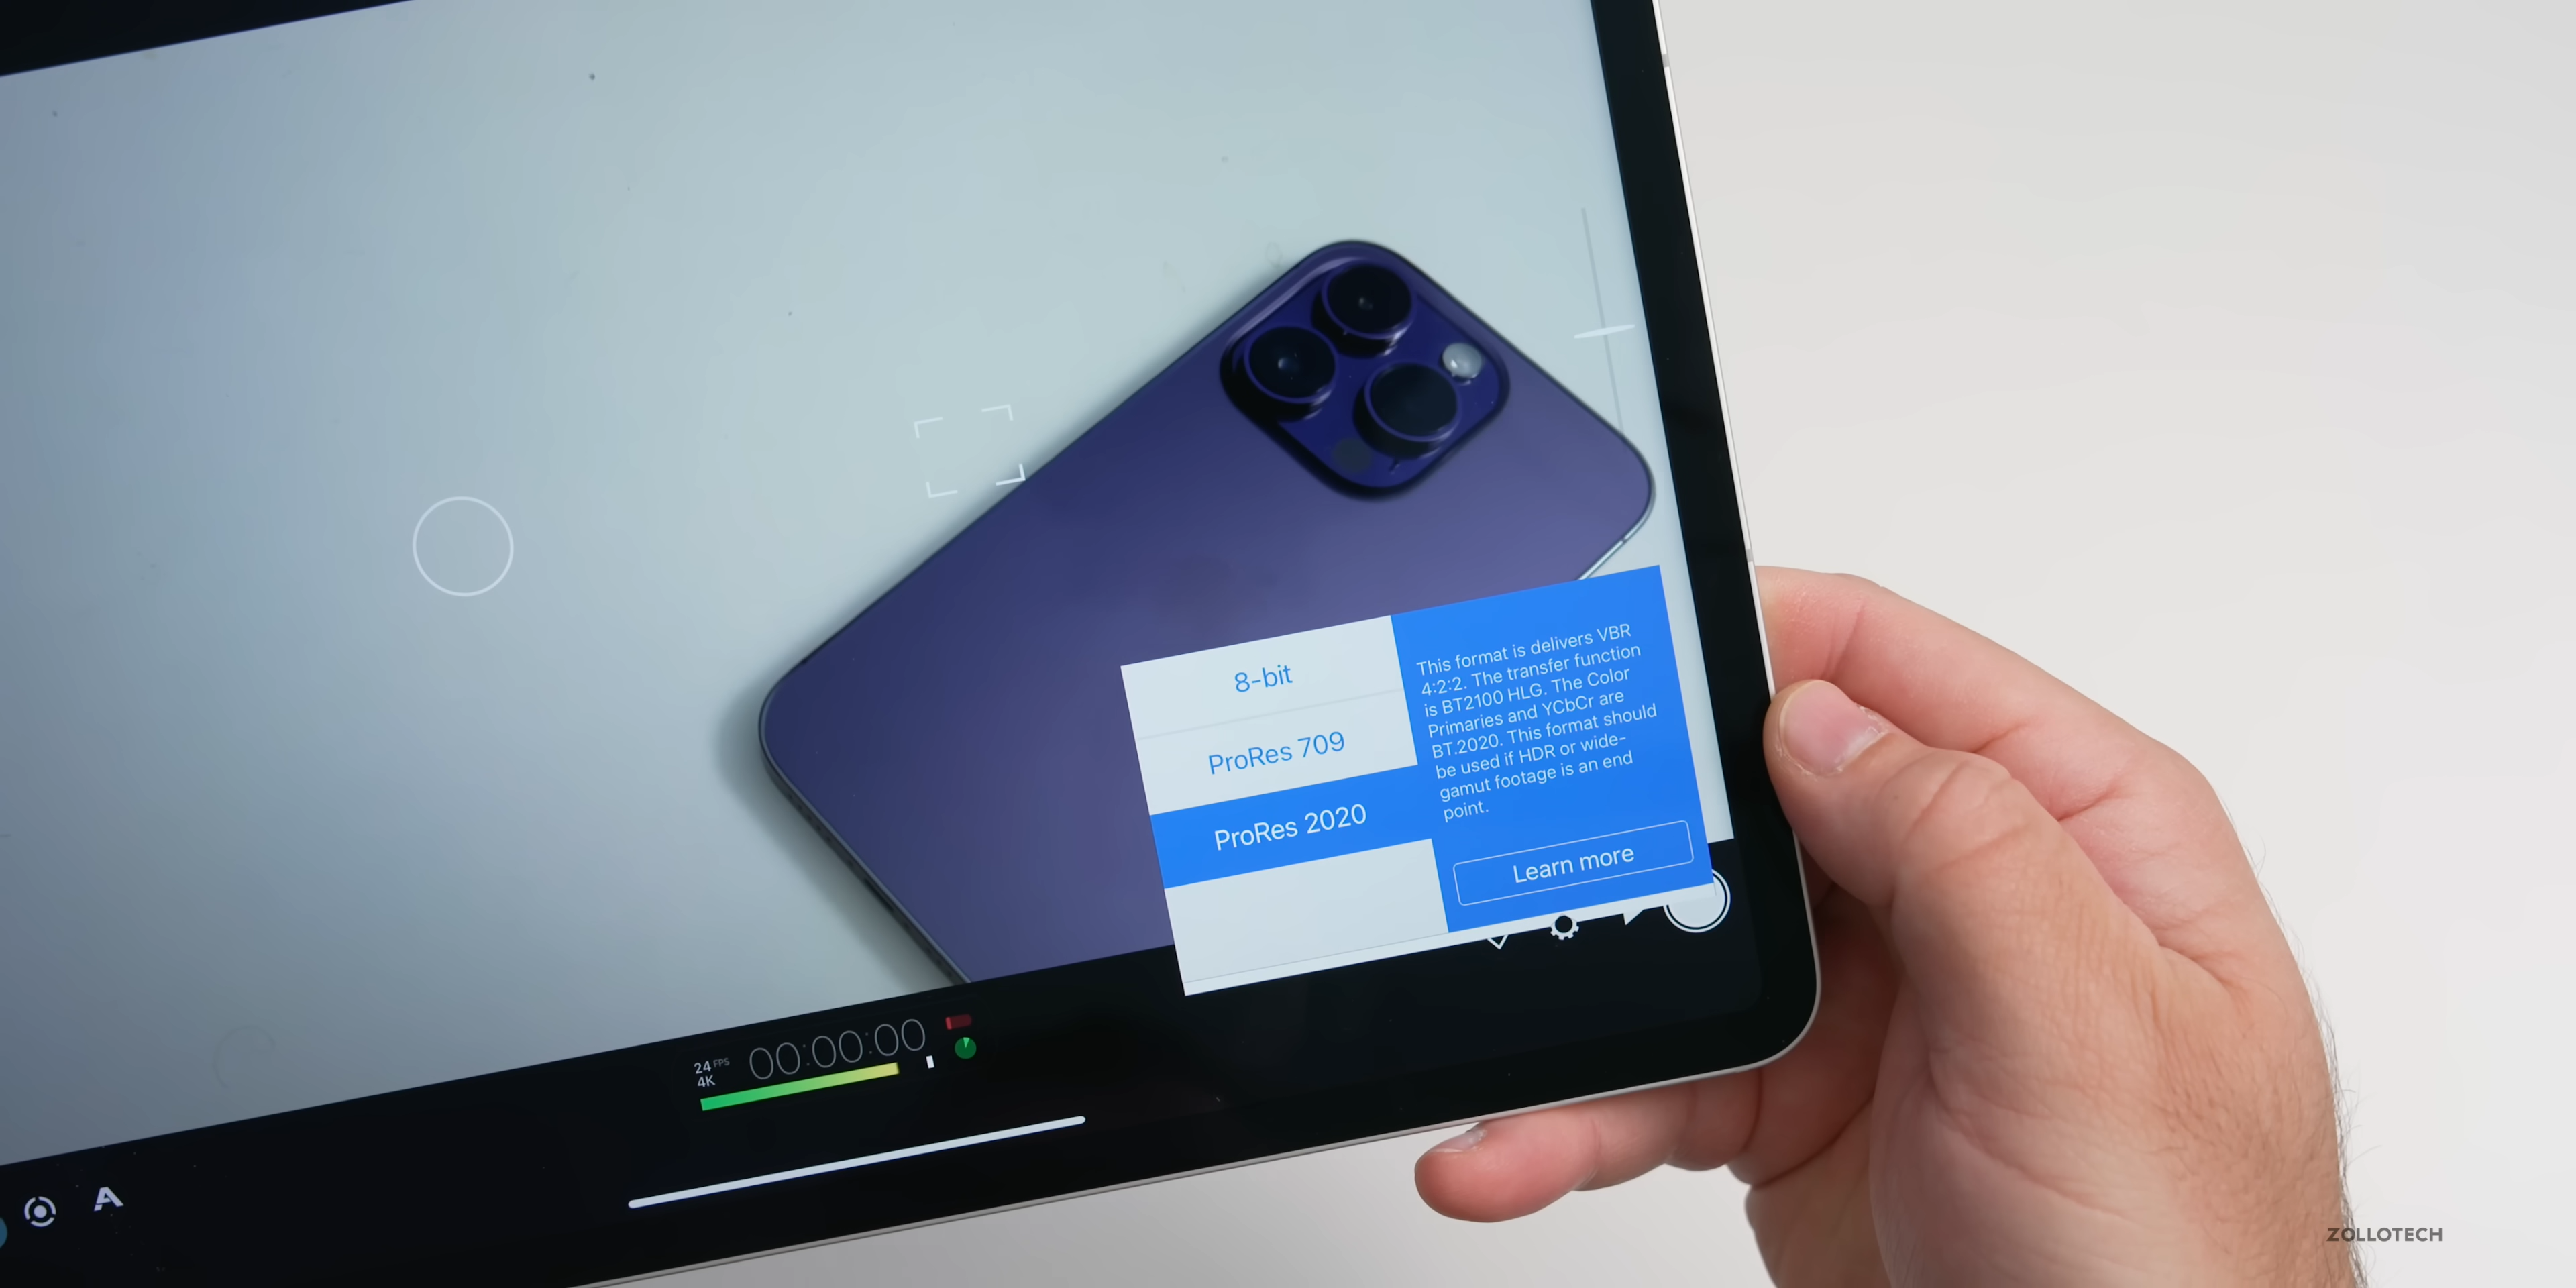 8-bit
ProRes 709
ProRes 2020
This format is delivers VBR
4:2:2. The transfer function
is BT2100 HLG. The Color
Primaries and YCbCr are
BT.2020. This format should
be used if HDR or wide-
gamut footage is an end
point.
Learn more
24 FPS
4K
00:00:00
A
ZOLLOTECH